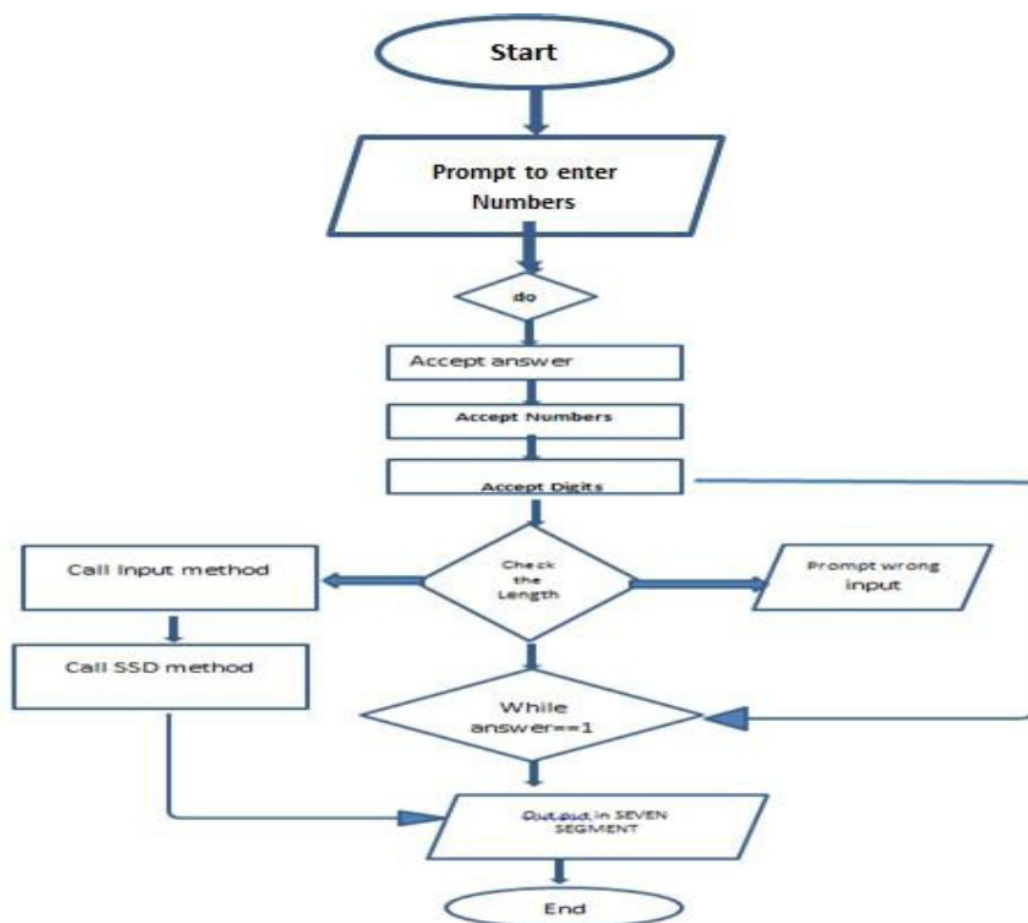 Start
Prompt to enter
Numbers
do
Accept answer
Accept Numbers
Accept Digits
Call Input method
Check
the
Length
Prompt wrong
input
Call SSD method
While
answer==1
Output in SEVEN
SEGMENT
End